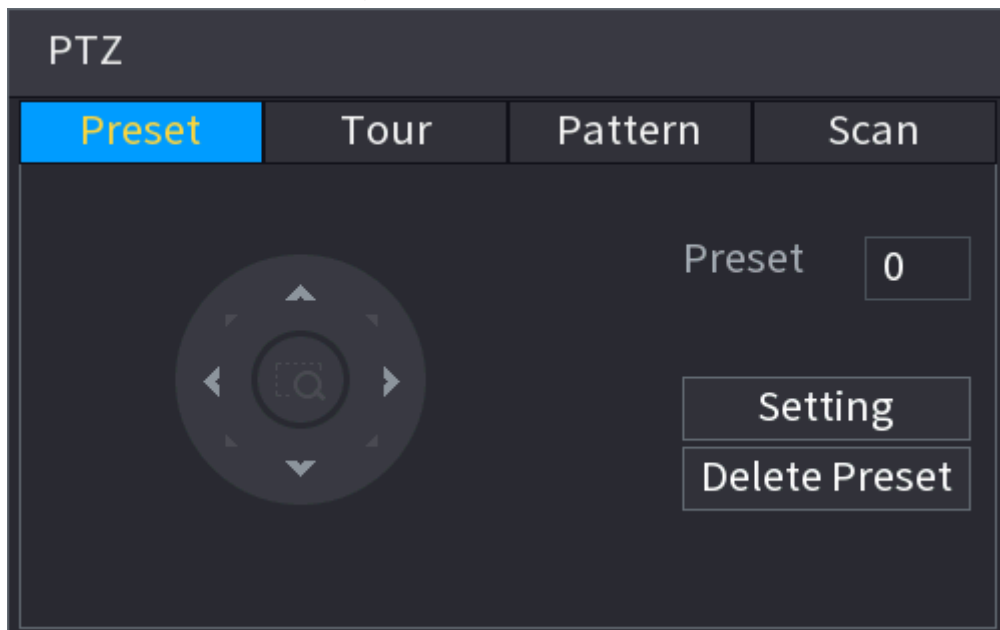 PTZ
Preset Tour Pattern Scan
Preset 0
Setting
Delete Preset